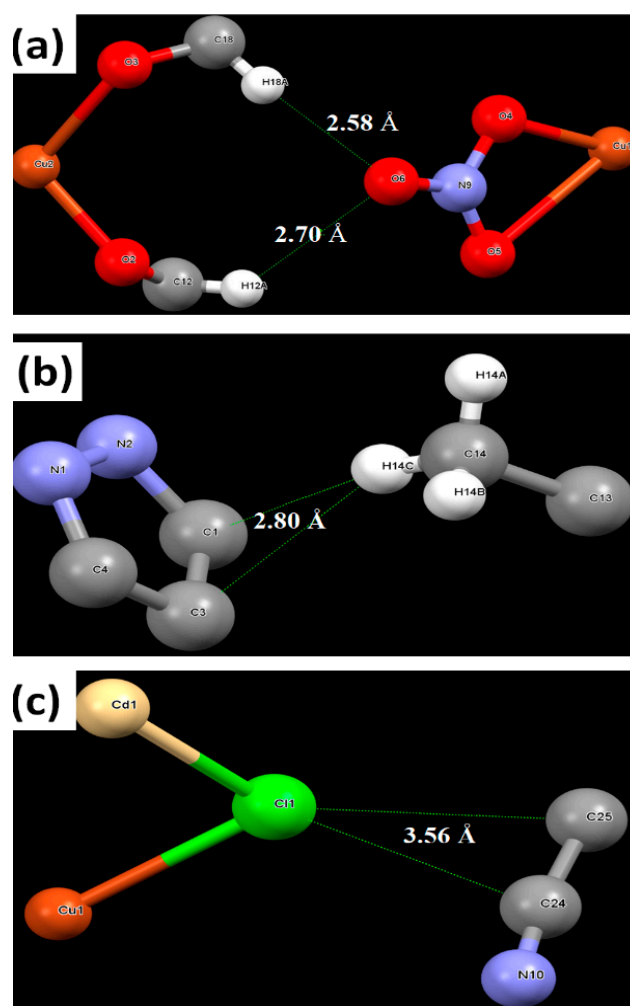 (a)
C18
O3
H18A
2.58 Å
O4
Cu2
O6
N9
Cu1
2.70 Å
O2
C12
H12A
O5
(b)
H14A
N2
N1
C14
H14C
H14B
C13
C1
2.80 Å
C4
C3
(c)
Cd1
Cl1
C25
3.56 Å
C24
Cu1
N10